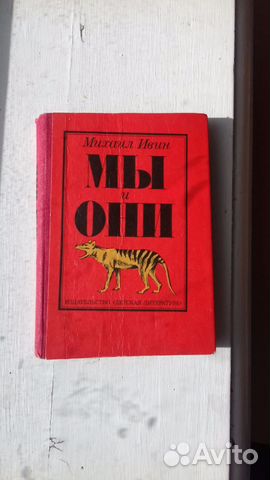 Михаил Ивин
МЫ
и
ОНИ
ИЗДАТЕЛЬСТВО «ДЕТСКАЯ ЛИТЕРАТУРА»
Avito